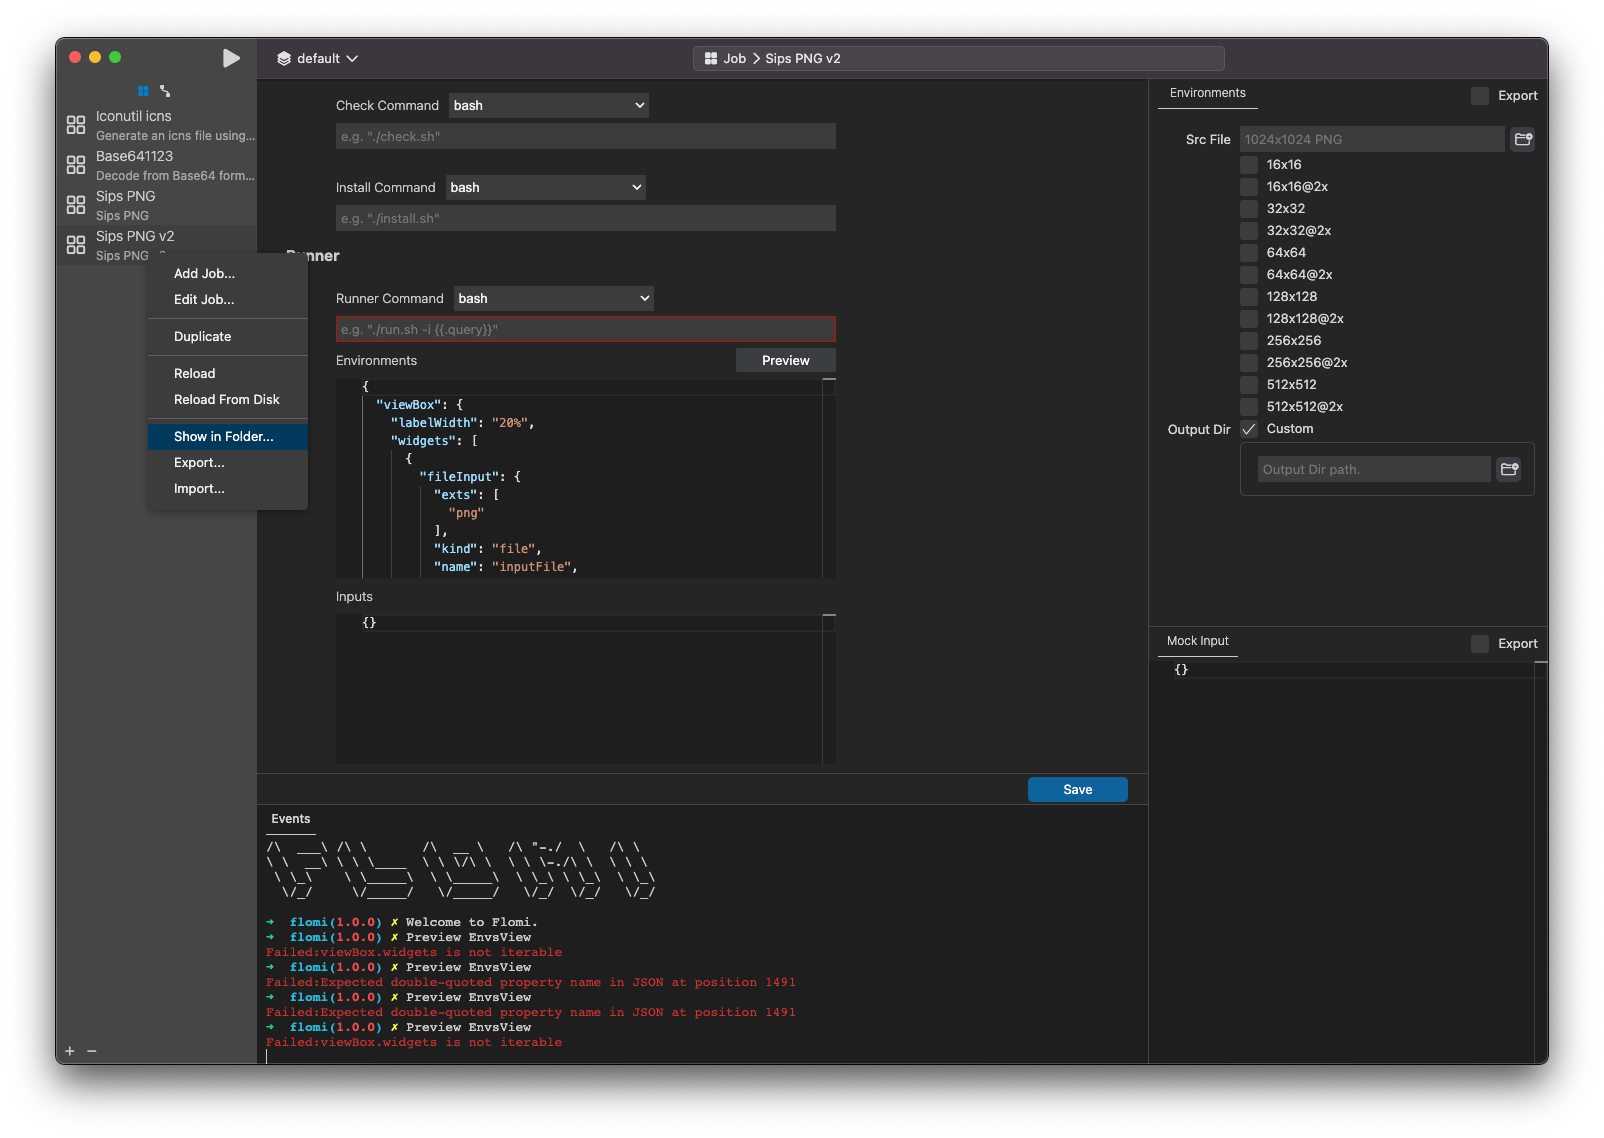 default
Job > Sips PNG v2
Iconutil icns
Generate an icns file using...
Base641123
Decode from Base64 form...
Sips PNG
Sips PNG
Sips PNG v2
Sips PNG
Add Job...
Edit Job...
Duplicate
Reload
Reload From Disk
Show in Folder...
Export...
Import...
+ −
Check Command bash
e.g. "./check.sh"
Install Command bash
e.g. "./install.sh"
Runner
Runner Command bash
e.g. "./run.sh -i {{.query}}"
Environments Preview
{
"viewBox": {
"labelWidth": "20%",
"widgets": [
{
"fileInput": {
"exts": [
"png"
],
"kind": "file",
"name": "inputFile",
Inputs
{}
Save
Events
/\  ___\ /\ \       /\  __ \   /\ "-./  \   /\ \
\ \  __\ \ \ \____  \ \ \/\ \  \ \ \-./\ \  \ \ \
 \ \_\    \ \_____\  \ \_____\  \ \_\ \ \_\  \ \_\
  \/_/     \/_____/   \/_____/   \/_/  \/_/   \/_/
➜ flomi(1.0.0) ✗ Welcome to Flomi.
➜ flomi(1.0.0) ✗ Preview EnvsView
Failed:viewBox.widgets is not iterable
➜ flomi(1.0.0) ✗ Preview EnvsView
Failed:Expected double-quoted property name in JSON at position 1491
➜ flomi(1.0.0) ✗ Preview EnvsView
Failed:Expected double-quoted property name in JSON at position 1491
➜ flomi(1.0.0) ✗ Preview EnvsView
Failed:viewBox.widgets is not iterable
Environments Export
Src File 1024x1024 PNG
16x16
16x16@2x
32x32
32x32@2x
64x64
64x64@2x
128x128
128x128@2x
256x256
256x256@2x
512x512
512x512@2x
Output Dir Custom
Output Dir path.
Mock Input Export
{}